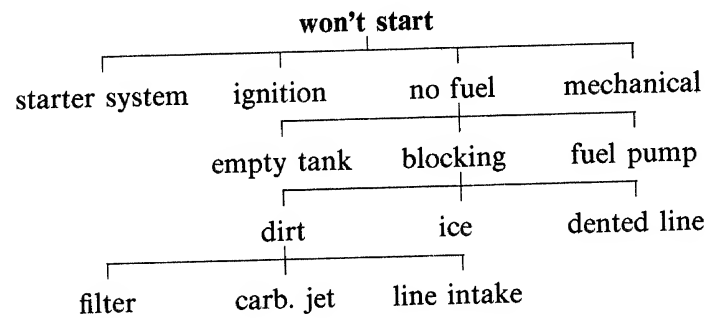 won't start
starter system ignition no fuel mechanical
empty tank blocking fuel pump
dirt ice dented line
filter carb. jet line intake